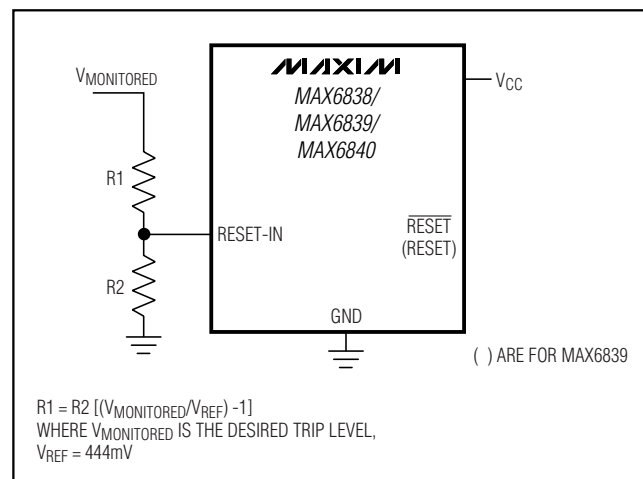 MAXIM
VMONITORED
VCC
MAX6838/
MAX6839/
MAX6840
R1
RESET-IN
RESET
(RESET)
R2
GND
( ) ARE FOR MAX6839
R1 = R2 [(VMONITORED/VREF) -1]
WHERE VMONITORED IS THE DESIRED TRIP LEVEL,
VREF = 444mV